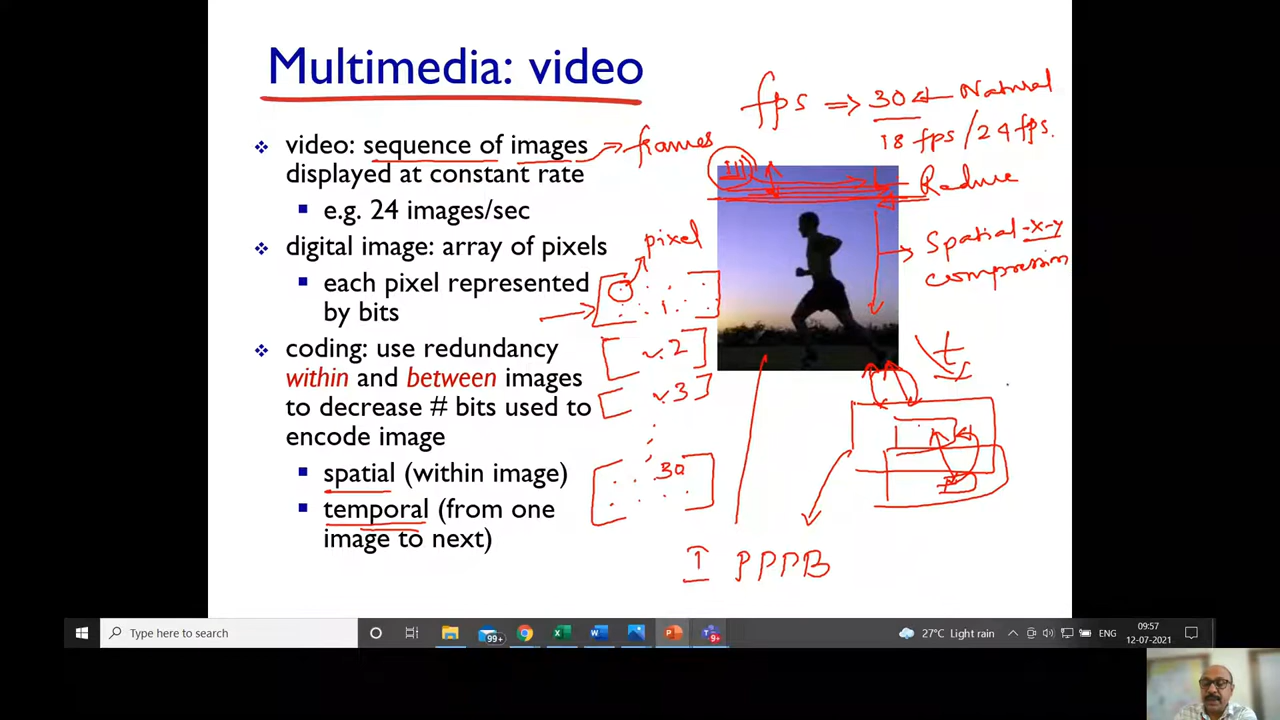 Multimedia: video
fps => 30 ← Natural
18 fps / 24 fps.
❖ video: sequence of images → frames
displayed at constant rate
▪ e.g. 24 images/sec
❖ digital image: array of pixels
▪ each pixel represented
by bits
❖ coding: use redundancy
within and between images
to decrease # bits used to
encode image
▪ spatial (within image)
▪ temporal (from one
image to next)
pixel
1
2
3
30
Reduce
Spatial-x-y
compression
t
I PPPB
Type here to search
99+
9+
27°C Light rain
ENG
09:57
12-07-2021